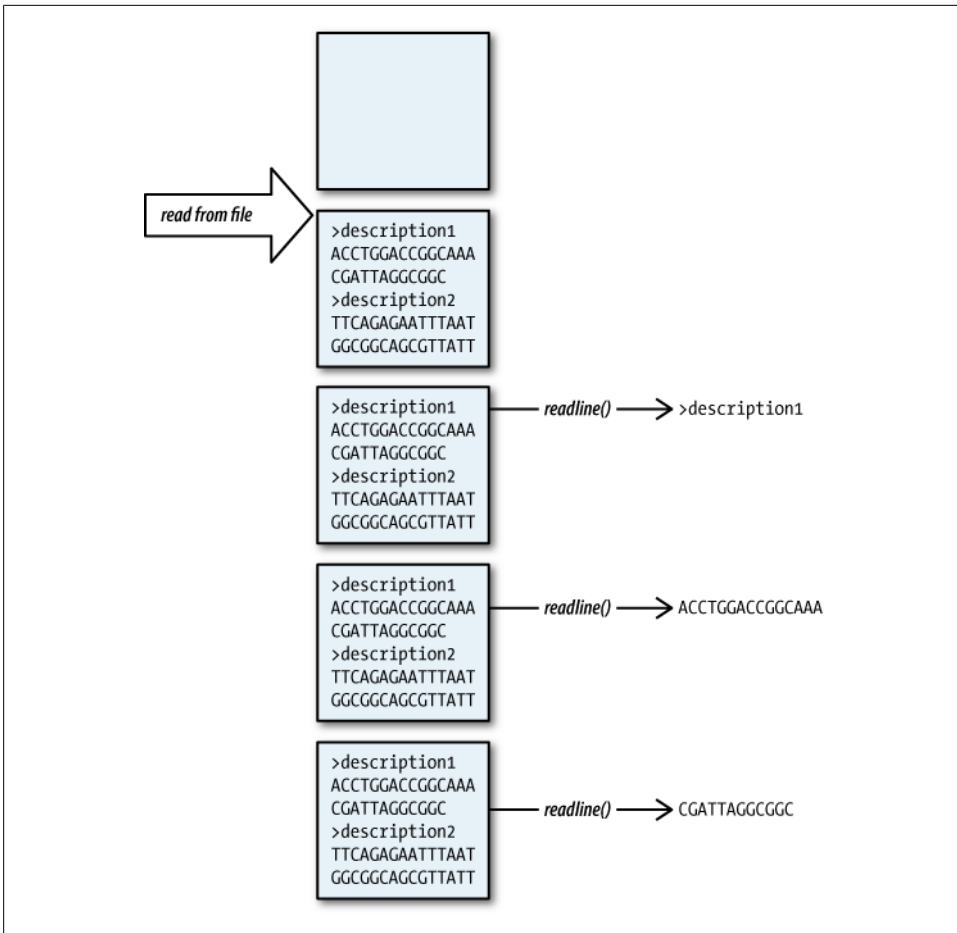 read from file
>description1
ACCTGGACCGGCAAA
CGATTAGGCGGC
>description2
TTCAGAGAATTTAAT
GGCGGCAGCGTTATT
>description1
ACCTGGACCGGCAAA
CGATTAGGCGGC
>description2
TTCAGAGAATTTAAT
GGCGGCAGCGTTATT
readline()
>description1
>description1
ACCTGGACCGGCAAA
CGATTAGGCGGC
>description2
TTCAGAGAATTTAAT
GGCGGCAGCGTTATT
readline()
ACCTGGACCGGCAAA
>description1
ACCTGGACCGGCAAA
CGATTAGGCGGC
>description2
TTCAGAGAATTTAAT
GGCGGCAGCGTTATT
readline()
CGATTAGGCGGC